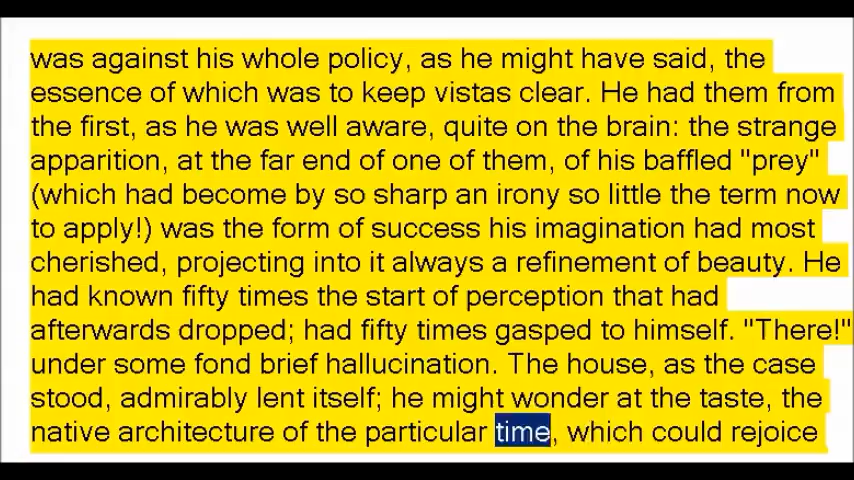 was against his whole policy, as he might have said, the
essence of which was to keep vistas clear. He had them from
the first, as he was well aware, quite on the brain: the strange
apparition, at the far end of one of them, of his baffled "prey"
(which had become by so sharp an irony so little the term now
to apply!) was the form of success his imagination had most
cherished, projecting into it always a refinement of beauty. He
had known fifty times the start of perception that had
afterwards dropped; had fifty times gasped to himself. "There!"
under some fond brief hallucination. The house, as the case
stood, admirably lent itself; he might wonder at the taste, the
native architecture of the particular time, which could rejoice